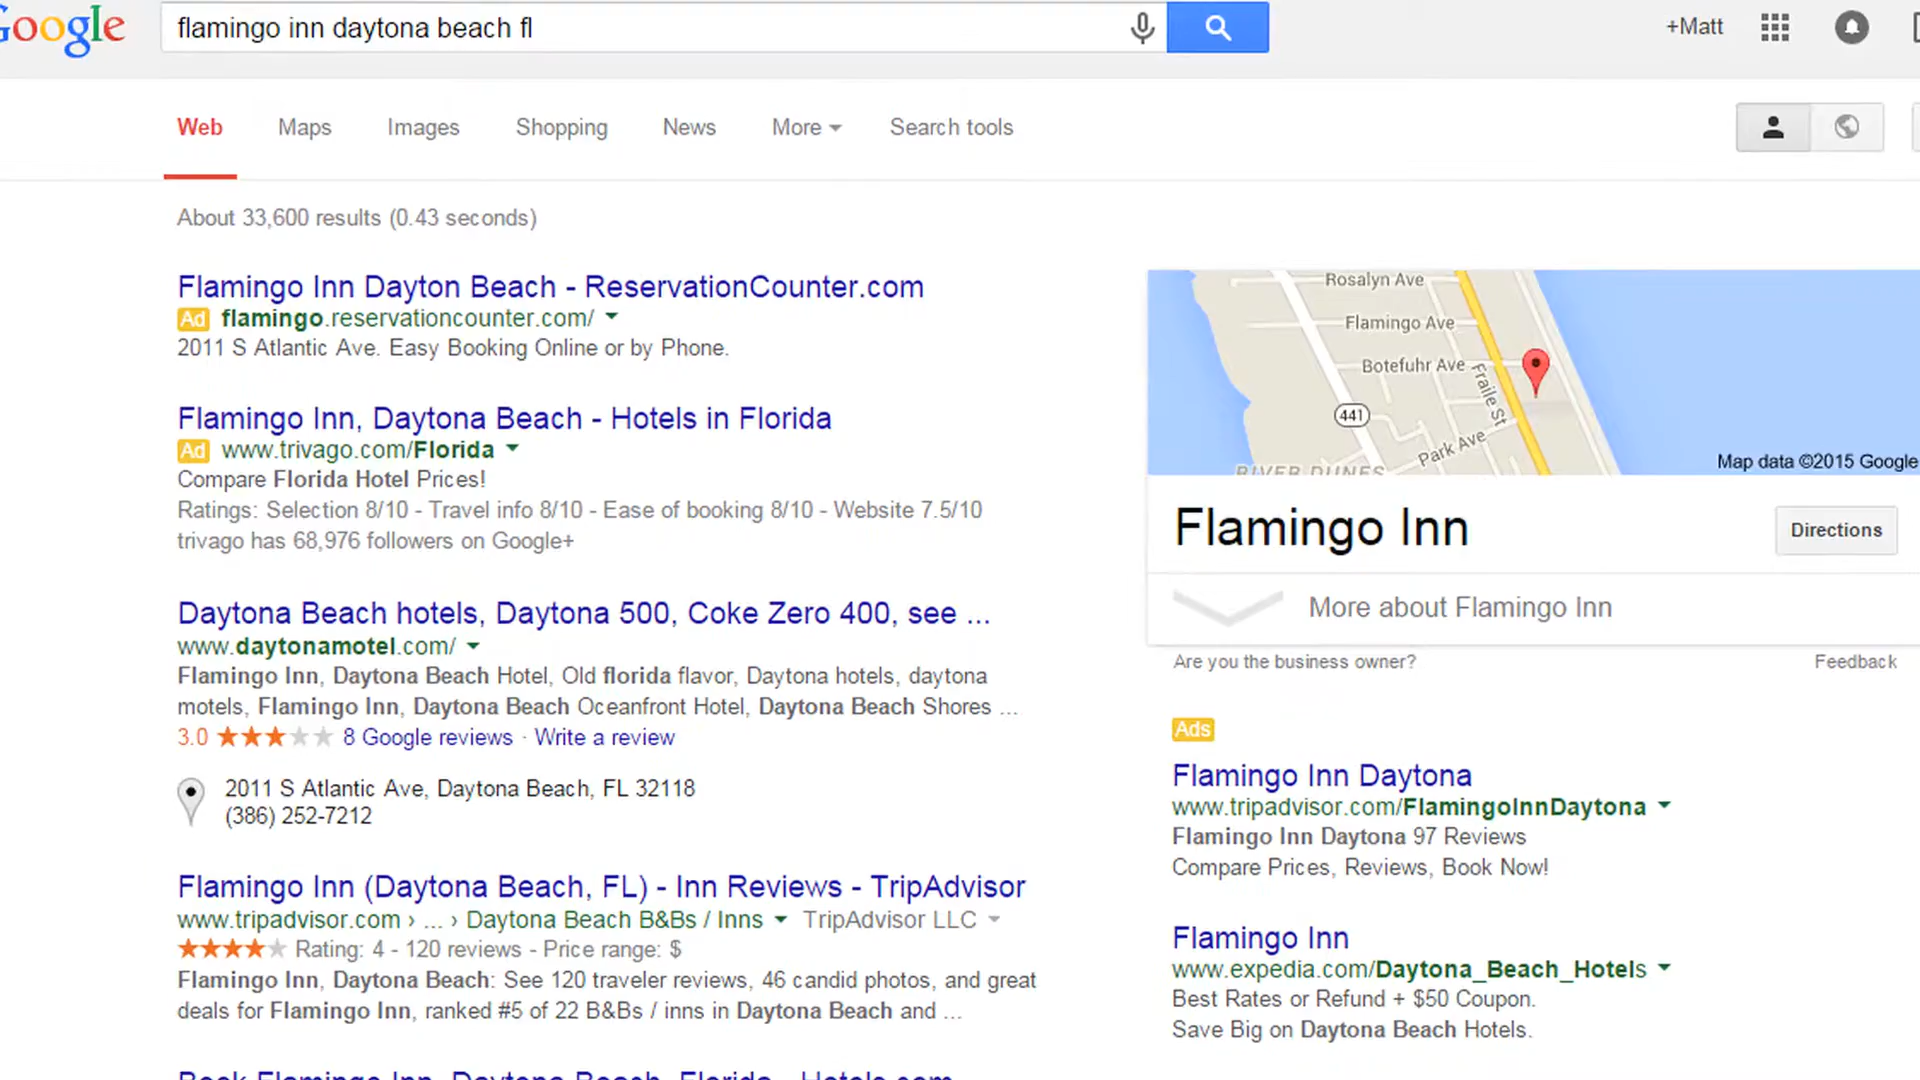 Google
flamingo inn daytona beach fl
+Matt
Web
Maps
Images
Shopping
News
More
Search tools
About 33,600 results (0.43 seconds)
Flamingo Inn Dayton Beach - ReservationCounter.com
Ad flamingo.reservationcounter.com/
2011 S Atlantic Ave. Easy Booking Online or by Phone.
Flamingo Inn, Daytona Beach - Hotels in Florida
Ad www.trivago.com/Florida
Compare Florida Hotel Prices!
Ratings: Selection 8/10 - Travel info 8/10 - Ease of booking 8/10 - Website 7.5/10
trivago has 68,976 followers on Google+
Daytona Beach hotels, Daytona 500, Coke Zero 400, see ...
www.daytonamotel.com/
Flamingo Inn, Daytona Beach Hotel, Old florida flavor, Daytona hotels, daytona
motels, Flamingo Inn, Daytona Beach Oceanfront Hotel, Daytona Beach Shores ...
3.0 8 Google reviews · Write a review
2011 S Atlantic Ave, Daytona Beach, FL 32118
(386) 252-7212
Flamingo Inn (Daytona Beach, FL) - Inn Reviews - TripAdvisor
www.tripadvisor.com › ... › Daytona Beach B&Bs / Inns TripAdvisor LLC
Rating: 4 - 120 reviews - Price range: $
Flamingo Inn, Daytona Beach: See 120 traveler reviews, 46 candid photos, and great
deals for Flamingo Inn, ranked #5 of 22 B&Bs / inns in Daytona Beach and ...
Book Flamingo Inn, Daytona Beach, Florida - Hotels.com
Rosalyn Ave
Flamingo Ave
Botefuhr Ave
Fraile St
441
Park Ave
RIVER DUNES
Map data ©2015 Google
Flamingo Inn
Directions
More about Flamingo Inn
Are you the business owner?
Feedback
Ads
Flamingo Inn Daytona
www.tripadvisor.com/FlamingoInnDaytona
Flamingo Inn Daytona 97 Reviews
Compare Prices, Reviews, Book Now!
Flamingo Inn
www.expedia.com/Daytona_Beach_Hotels
Best Rates or Refund + $50 Coupon.
Save Big on Daytona Beach Hotels.